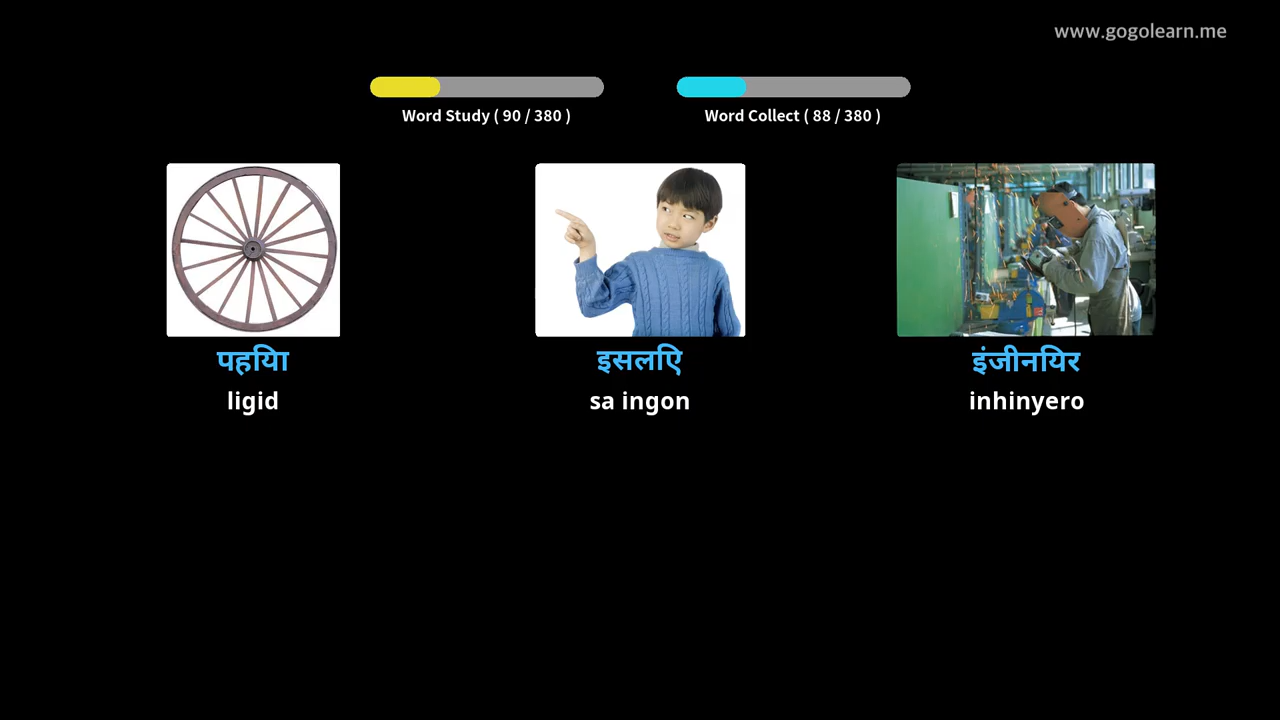 www.gogolearn.me
Word Study ( 90 / 380 )
Word Collect ( 88 / 380 )
पहिया
इसलिए
इंजीनियर
ligid
sa ingon
inhinyero